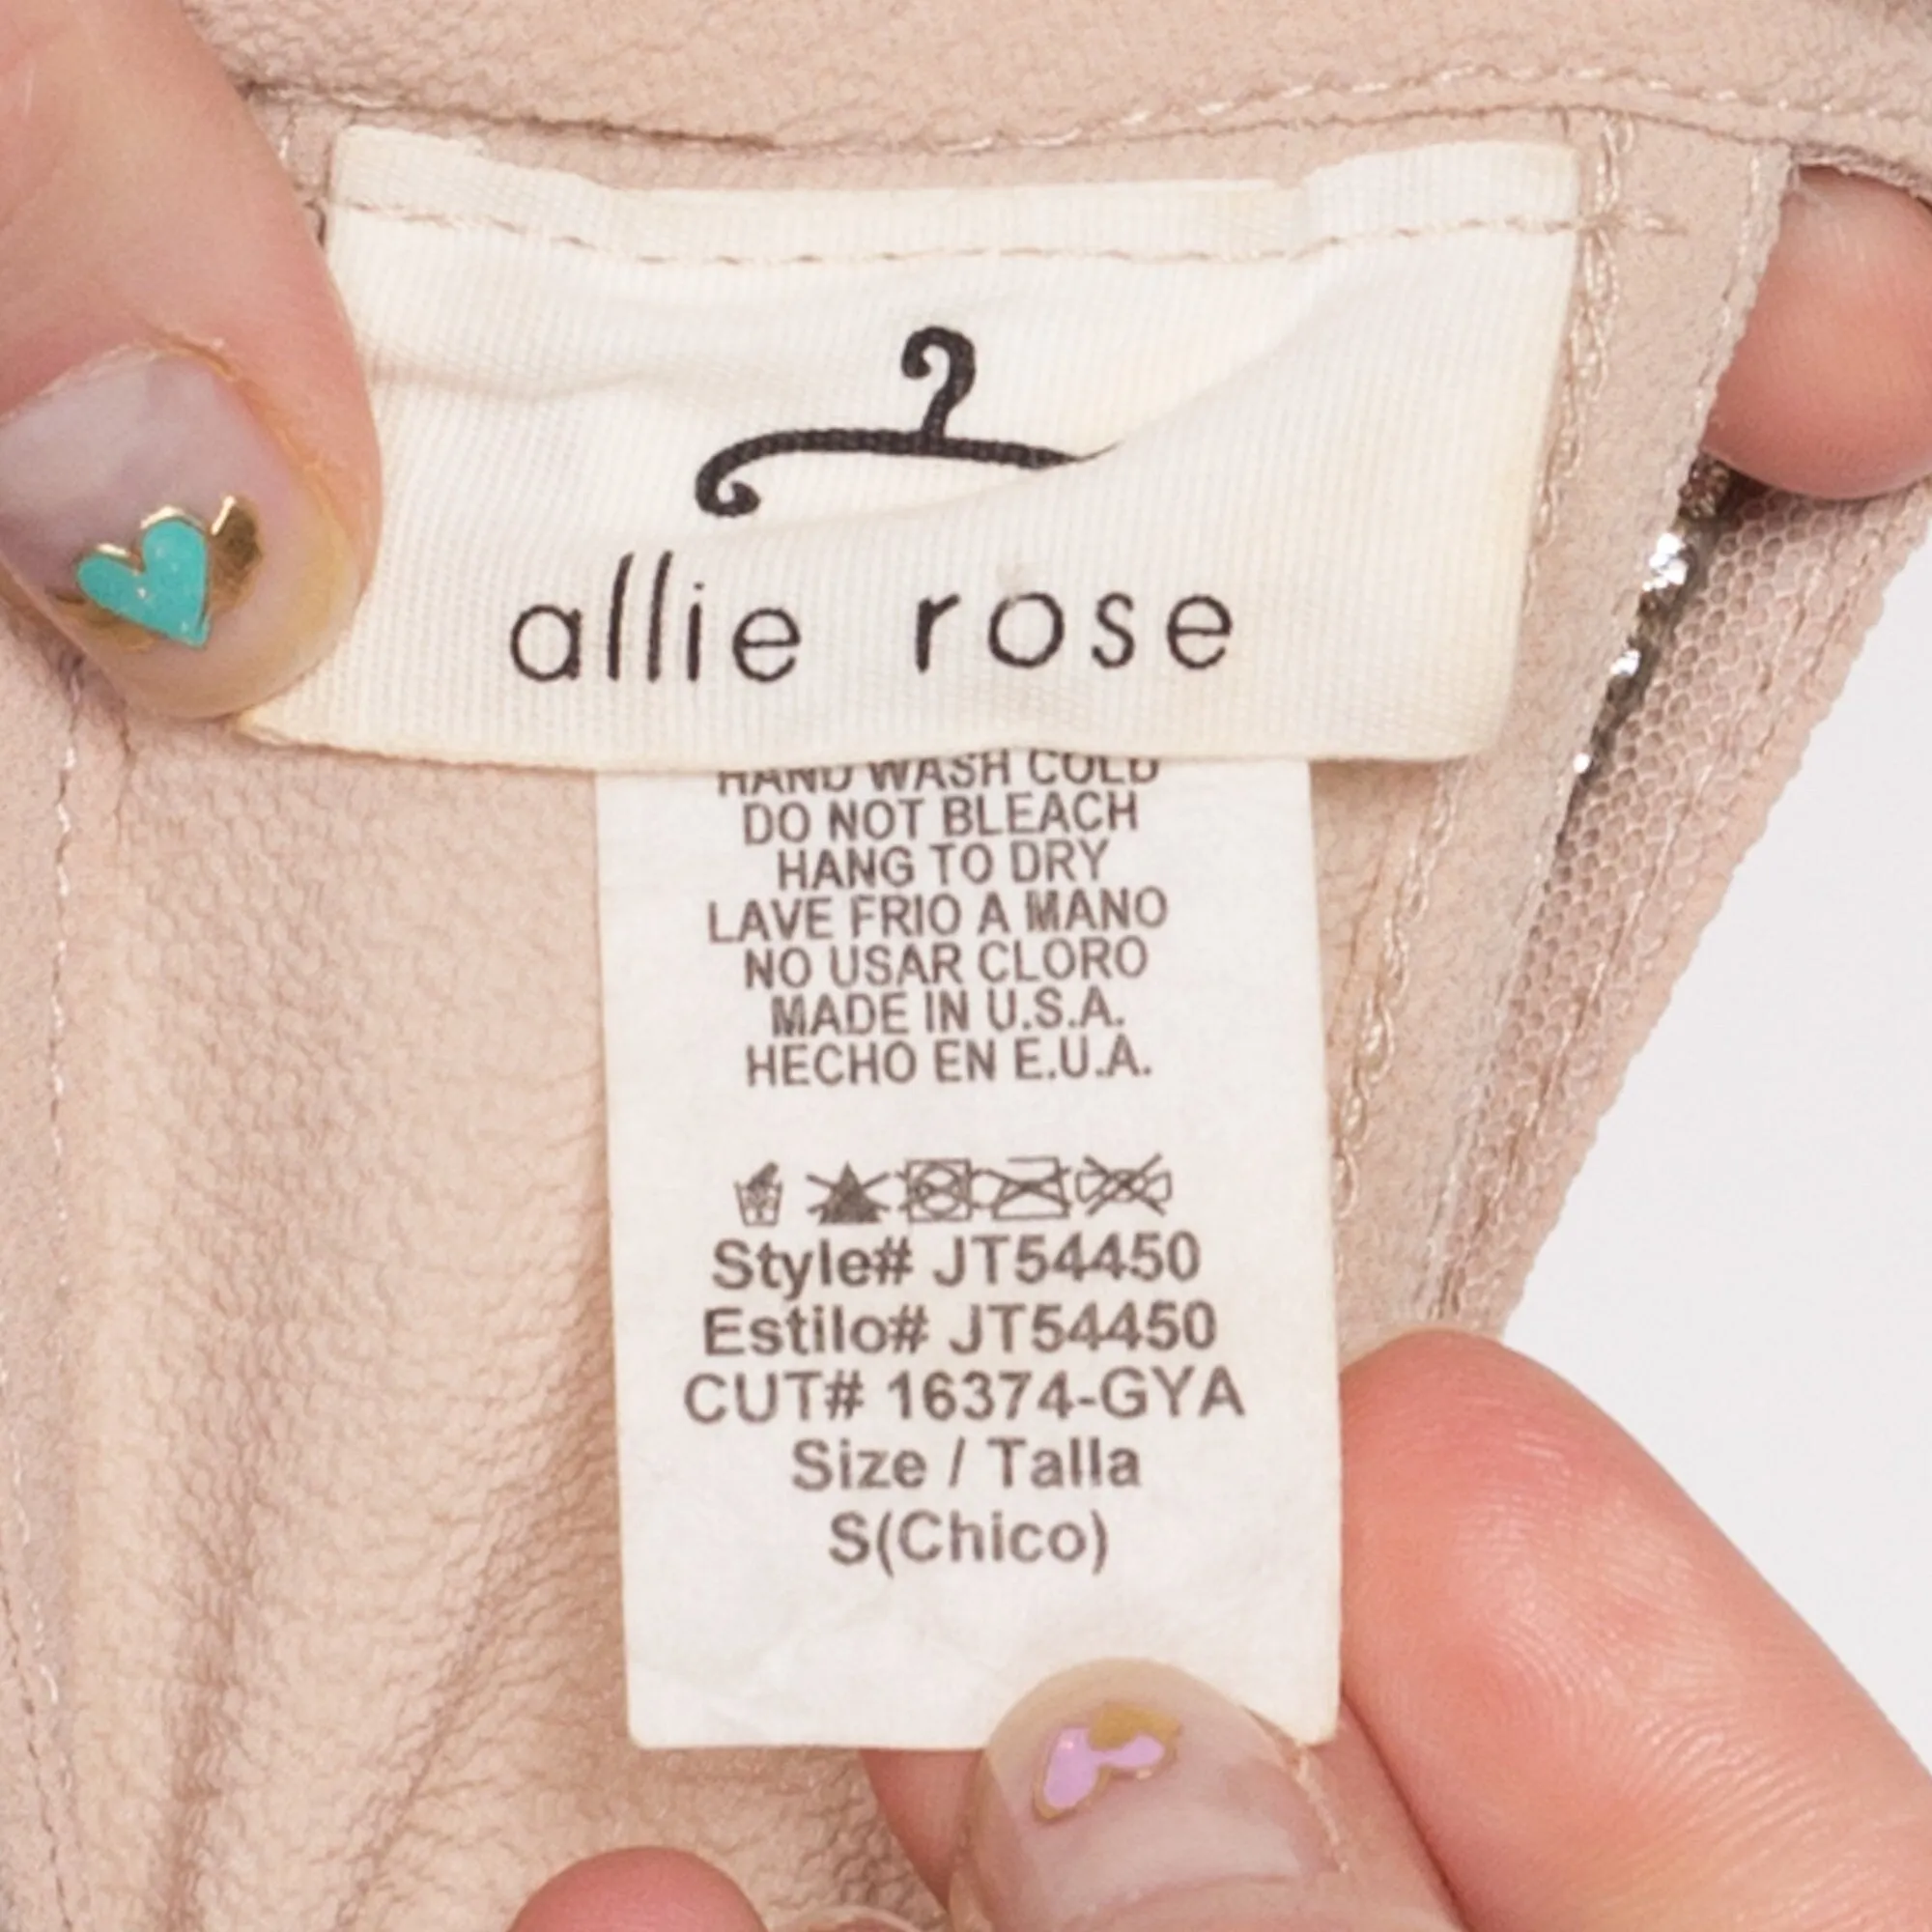 allie rose
HAND WASH COLD
DO NOT BLEACH
HANG TO DRY
LAVE FRIO A MANO
NO USAR CLORO
MADE IN U.S.A.
HECHO EN E.U.A.
Style# JT54450
Estilo# JT54450
CUT# 16374-GYA
Size / Talla
S(Chico)